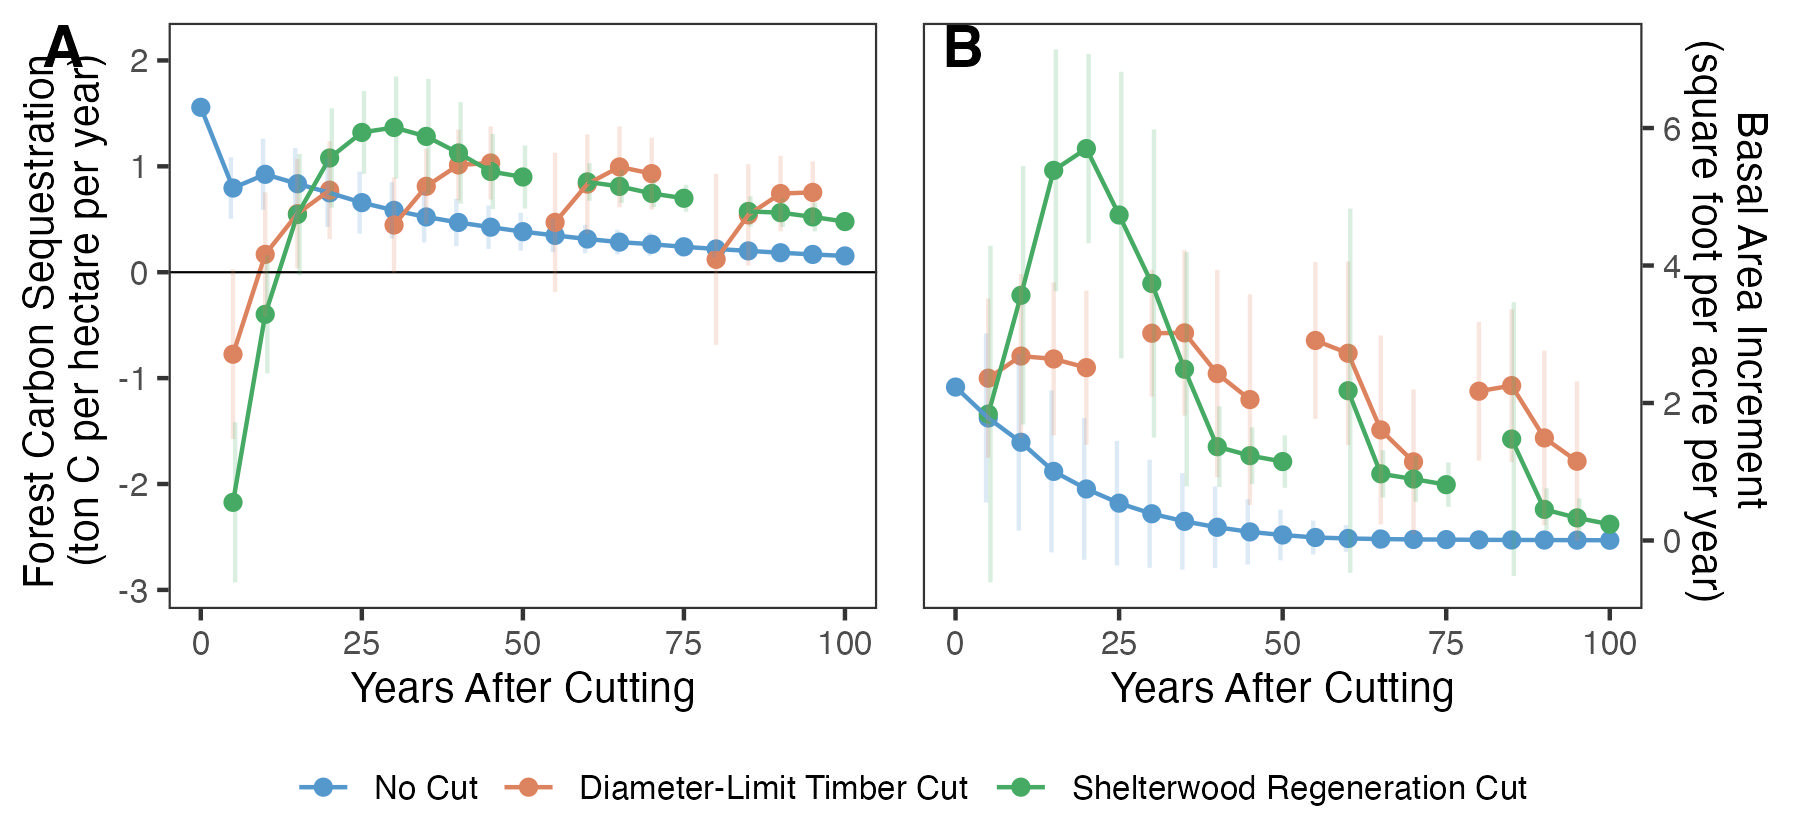 A
Forest Carbon Sequestration
(ton C per hectare per year)
2
1
0
-1
-2
-3
0 25 50 75 100
Years After Cutting
B
6
4
2
0
Basal Area Increment
(square foot per acre per year)
0 25 50 75 100
Years After Cutting
No Cut Diameter-Limit Timber Cut Shelterwood Regeneration Cut